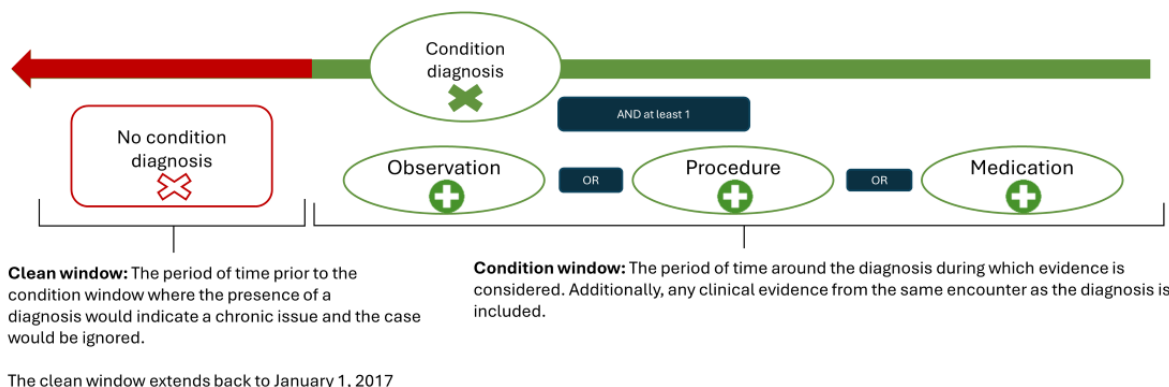 Condition
diagnosis
AND at least 1
No condition
diagnosis
Observation
OR
Procedure
OR
Medication
Clean window: The period of time prior to the
condition window where the presence of a
diagnosis would indicate a chronic issue and the case
would be ignored.
The clean window extends back to January 1, 2017
Condition window: The period of time around the diagnosis during which evidence is
considered. Additionally, any clinical evidence from the same encounter as the diagnosis is
included.